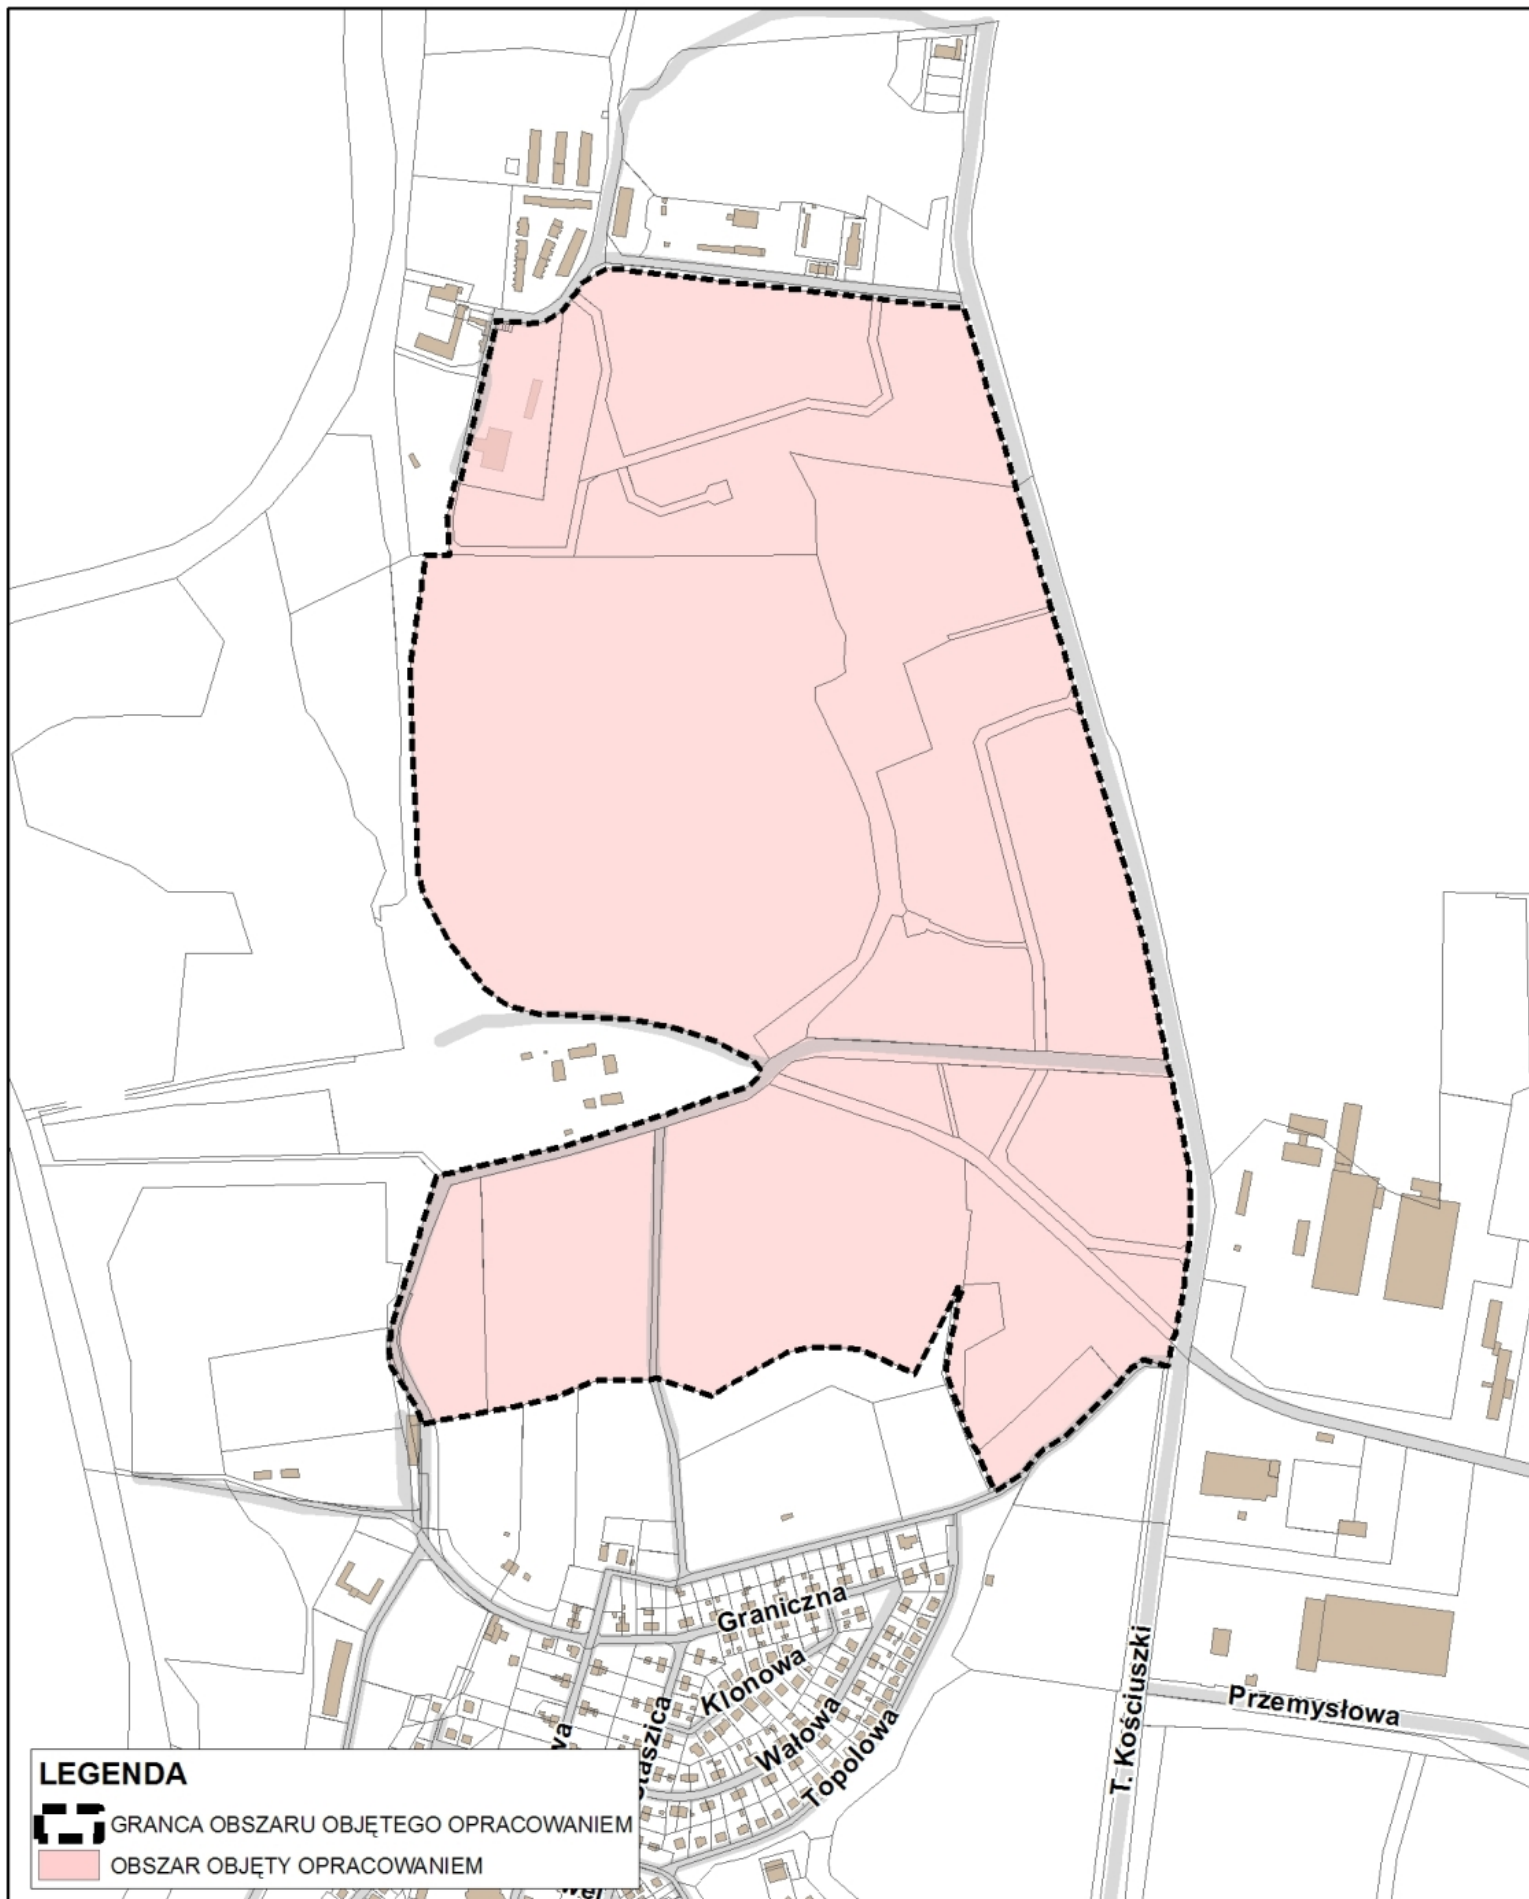 Graniczna
Klonowa
Wałowa
Topolowa
T. Kościuszki
Przemysłowa
LEGENDA
GRANCA OBSZARU OBJĘTEGO OPRACOWANIEM
OBSZAR OBJĘTY OPRACOWANIEM